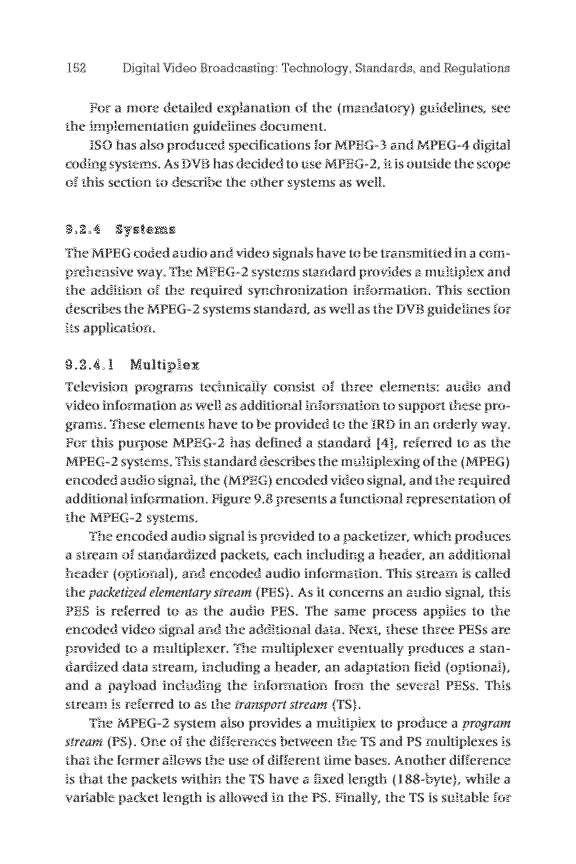 152 Digital Video Broadcasting: Technology, Standards, and Regulations
For a more detailed explanation of the (mandatory) guidelines, see
the implementation guidelines document.
ISO has also produced specifications for MPEG-3 and MPEG-4 digital
coding systems. As DVB has decided to use MPEG-2, it is outside the scope
of this section to describe the other systems as well.
9.2.4 Systems
The MPEG coded audio and video signals have to be transmitted in a com-
prehensive way. The MPEG-2 systems standard provides a multiplex and
the addition of the required synchronization information. This section
describes the MPEG-2 systems standard, as well as the DVB guidelines for
its application.
9.2.4.1 Multiplex
Television programs technically consist of three elements: audio and
video information as well as additional information to support these pro-
grams. These elements have to be provided to the IRD in an orderly way.
For this purpose MPEG-2 has defined a standard [4], referred to as the
MPEG-2 systems. This standard describes the multiplexing of the (MPEG)
encoded audio signal, the (MPEG) encoded video signal, and the required
additional information. Figure 9.8 presents a functional representation of
the MPEG-2 systems.
The encoded audio signal is provided to a packetizer, which produces
a stream of standardized packets, each including a header, an additional
header (optional), and encoded audio information. This stream is called
the packetized elementary stream (PES). As it concerns an audio signal, this
PES is referred to as the audio PES. The same process applies to the
encoded video signal and the additional data. Next, these three PESs are
provided to a multiplexer. The multiplexer eventually produces a stan-
dardized data stream, including a header, an adaptation field (optional),
and a payload including the information from the several PESs. This
stream is referred to as the transport stream (TS).
The MPEG-2 system also provides a multiplex to produce a program
stream (PS). One of the differences between the TS and PS multiplexes is
that the former allows the use of different time bases. Another difference
is that the packets within the TS have a fixed length (188-byte), while a
variable packet length is allowed in the PS. Finally, the TS is suitable for